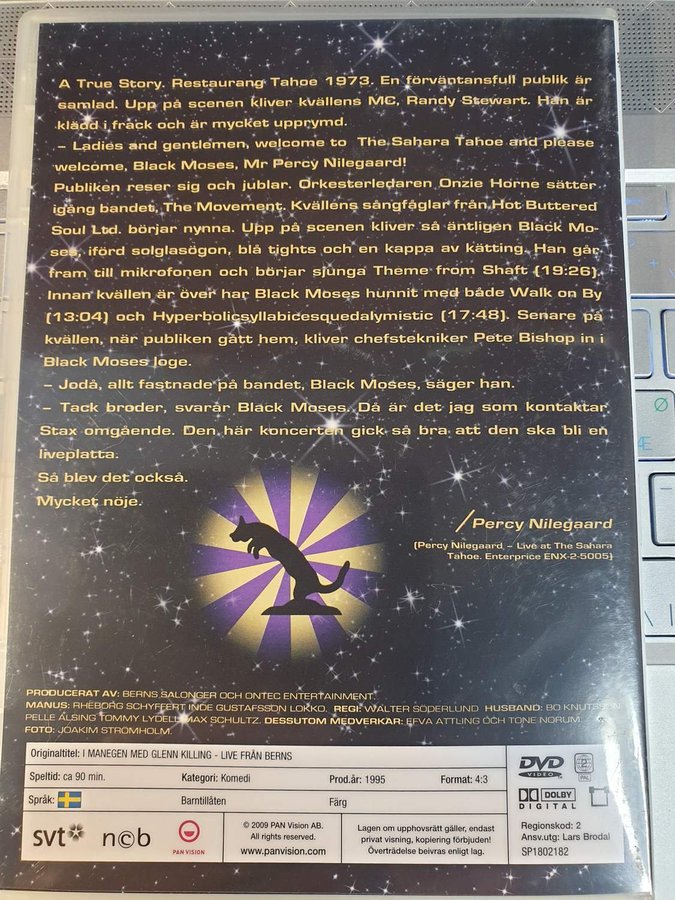 A True Story. Restaurang Tahoe 1973. En förväntansfull publik är
samlad. Upp på scenen kliver kvällens MC, Randy Stewart. Han är
klädd i frack och är mycket upprymd.
– Ladies and gentlemen, welcome to The Sahara Tahoe and please
welcome, Black Moses, Mr Percy Nilegaard!
Publiken reser sig och jublar. Orkesterledaren Onzie Horne sätter
igång bandet, The Movement. Kvällens sångfåglar från Hot Buttered
Soul Ltd. börjar nynna. Upp på scenen kliver så äntligen Black Mo-
ses, iförd solglasögon, blå tights och en kappa av kätting. Han går
fram till mikrofonen och börjar sjunga Theme from Shaft (19:26).
Innan kvällen är över har Black Moses hunnit med både Walk on By
(13:04) och Hyperbolicsyllabicesquedalymistic (17:48). Senare på
kvällen, när publiken gått hem, kliver chefstekniker Pete Bishop in i
Black Moses loge.
– Jodå, allt fastnade på bandet, Black Moses, säger han.
– Tack broder, svarar Black Moses. Då är det jag som kontaktar
Stax omgående. Den här koncerten gick så bra att den ska bli en
liveplatta.
Så blev det också.
Mycket nöje.
/Percy Nilegaard
(Percy Nilegaard – Live at The Sahara
Tahoe. Enterprice ENX-2-5005)
PRODUCERAT AV: BERNS SALONGER OCH ONTEC ENTERTAINMENT.
MANUS: RHEBORG SCHYFFERT INDE GUSTAFSSON LOKKO. REGI: WALTER SÖDERLUND HUSBAND: BO KNUTSSON
PELLE ALSING TOMMY LYDELL MAX SCHULTZ. DESSUTOM MEDVERKAR: EFVA ATTLING OCH TONE NORUM.
FOTO: JOAKIM STRÖMHOLM.
Originaltitel: I MANEGEN MED GLENN KILLING - LIVE FRÅN BERNS
Speltid: ca 90 min. Kategori: Komedi Prod.år: 1995 Format: 4:3
Språk: Barntillåten Färg
DVD
VIDEO
2
PAL
DOLBY
DIGITAL
Regionskod: 2
Ansv.utg: Lars Brodal
SP1802182
svt
ncb
PAN VISION
© 2009 PAN Vision AB.
All rights reserved.
www.panvision.com
Lagen om upphovsrätt gäller, endast
privat visning, kopiering förbjuden!
Överträdelse beivras enligt lag.
Ø
Æ